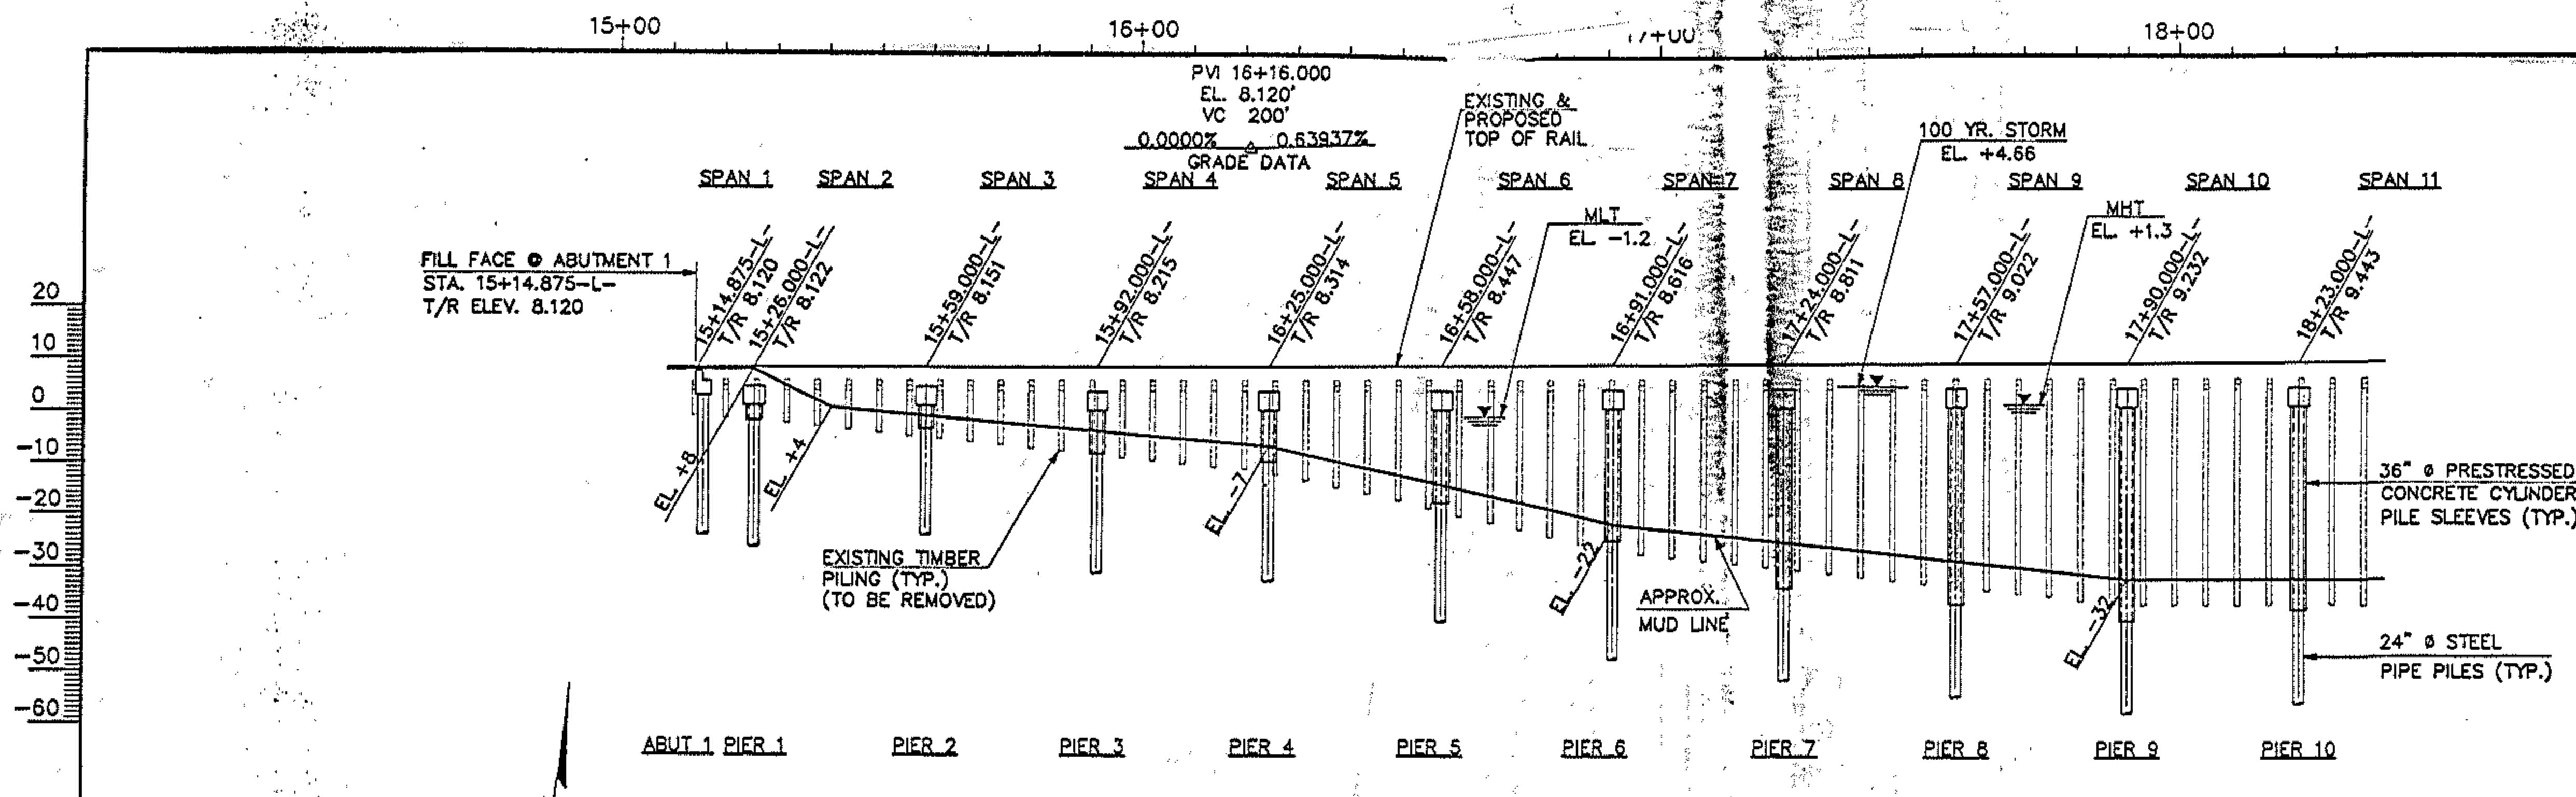 15+00
16+00
17+00
18+00
PVI 16+16.000
EL. 8.120'
VC 200'
0.0000% 0.63937%
GRADE DATA
EXISTING &
PROPOSED
TOP OF RAIL
100 YR. STORM
EL. +4.66
SPAN 1
SPAN 2
SPAN 3
SPAN 4
SPAN 5
SPAN 6
SPAN 7
SPAN 8
SPAN 9
SPAN 10
SPAN 11
MLT
EL. -1.2
MHT
EL. +1.3
FILL FACE @ ABUTMENT 1
STA. 15+14.875-L-
T/R ELEV. 8.120
15+14.875-L-
T/R 8.120
15+26.000-L-
T/R 8.122
15+59.000-L-
T/R 8.151
15+92.000-L-
T/R 8.215
16+25.000-L-
T/R 8.314
16+58.000-L-
T/R 8.447
16+91.000-L-
T/R 8.616
17+24.000-L-
T/R 8.811
17+57.000-L-
T/R 9.022
17+90.000-L-
T/R 9.232
18+23.000-L-
T/R 9.443
20
10
0
-10
-20
-30
-40
-50
-60
EL. +8
EL. +4
EL. -7
EL. -22
EL. -32
EXISTING TIMBER
PILING (TYP.)
(TO BE REMOVED)
APPROX.
MUD LINE
36" Ø PRESTRESSED
CONCRETE CYLINDER
PILE SLEEVES (TYP.)
24" Ø STEEL
PIPE PILES (TYP.)
ABUT 1
PIER 1
PIER 2
PIER 3
PIER 4
PIER 5
PIER 6
PIER 7
PIER 8
PIER 9
PIER 10